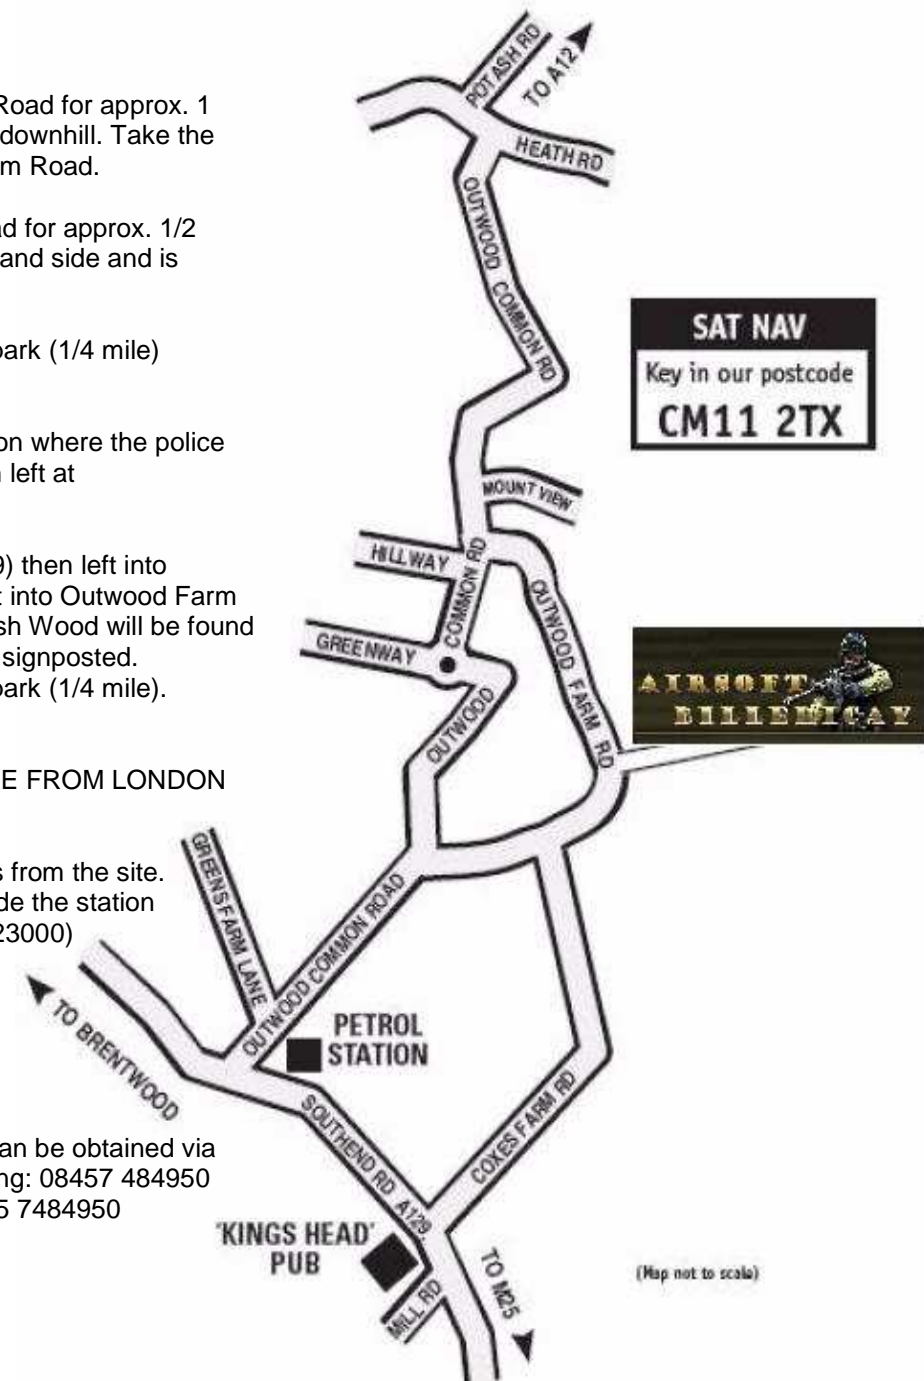 Road for approx. 1
downhill. Take the
m Road.
d for approx. 1/2
and side and is
park (1/4 mile)
on where the police
left at
9) then left into
t into Outwood Farm
sh Wood will be found
signposted.
park (1/4 mile).
E FROM LONDON
s from the site.
de the station
23000)
an be obtained via
ng: 08457 484950
5 7484950
POTASH RD
TO A12
HEATH RD
OUTWOOD COMMON RD
SAT NAV
Key in our postcode
CM11 2TX
MOUNT VIEW
HILLWAY
COMMON RD
OUTWOOD FARM RD
GREENWAY
OUTWOOD
AIRSOFT
BILLERICAY
GREENS FARM LANE
OUTWOOD COMMON ROAD
PETROL
STATION
TO BRENTWOOD
SOUTHEND RD A129
COXES FARM RD
'KINGS HEAD'
PUB
MILL RD
TO M25
(Map not to scale)